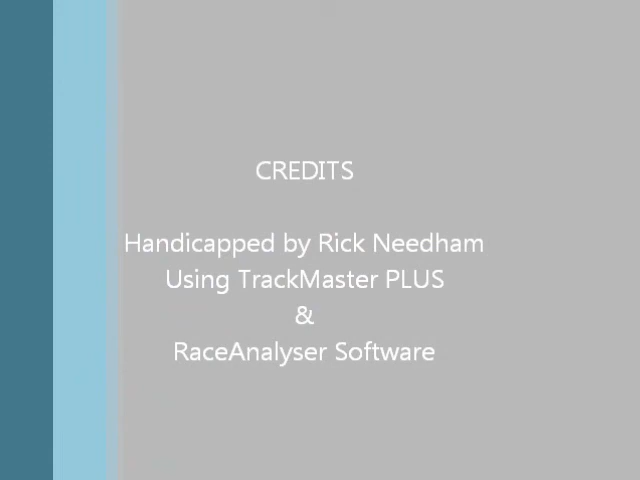 CREDITS
Handicapped by Rick Needham
Using TrackMaster PLUS
&
RaceAnalyser Software